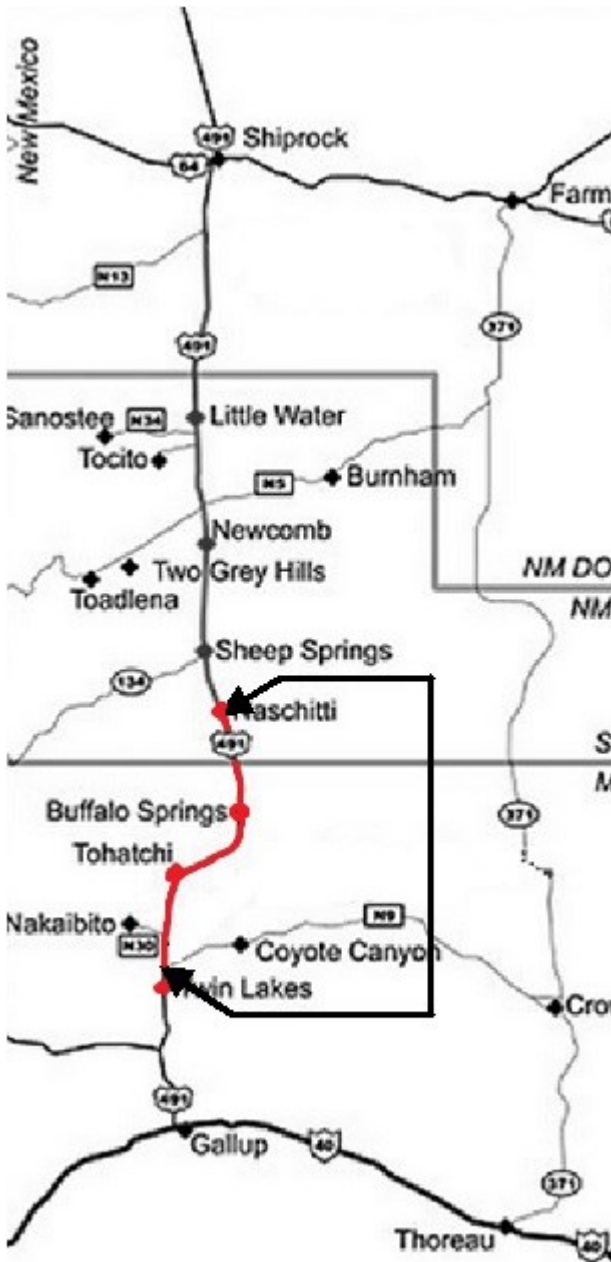 New Mexico
491
Shiprock
64
Farm
N13
371
491
Sanostee
N34
Little Water
Tocito
N5
Burnham
Newcomb
Two Grey Hills
Toadlena
NM DO
NM
Sheep Springs
134
Naschitti
491
S
M
Buffalo Springs
371
Tohatchi
Nakaibito
N9
N30
Coyote Canyon
Twin Lakes
Crow
491
Gallup
40
371
Thoreau
40